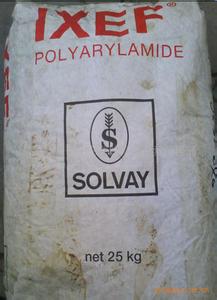 IXEF®
POLYARYLAMIDE
S
SOLVAY
net 25 kg